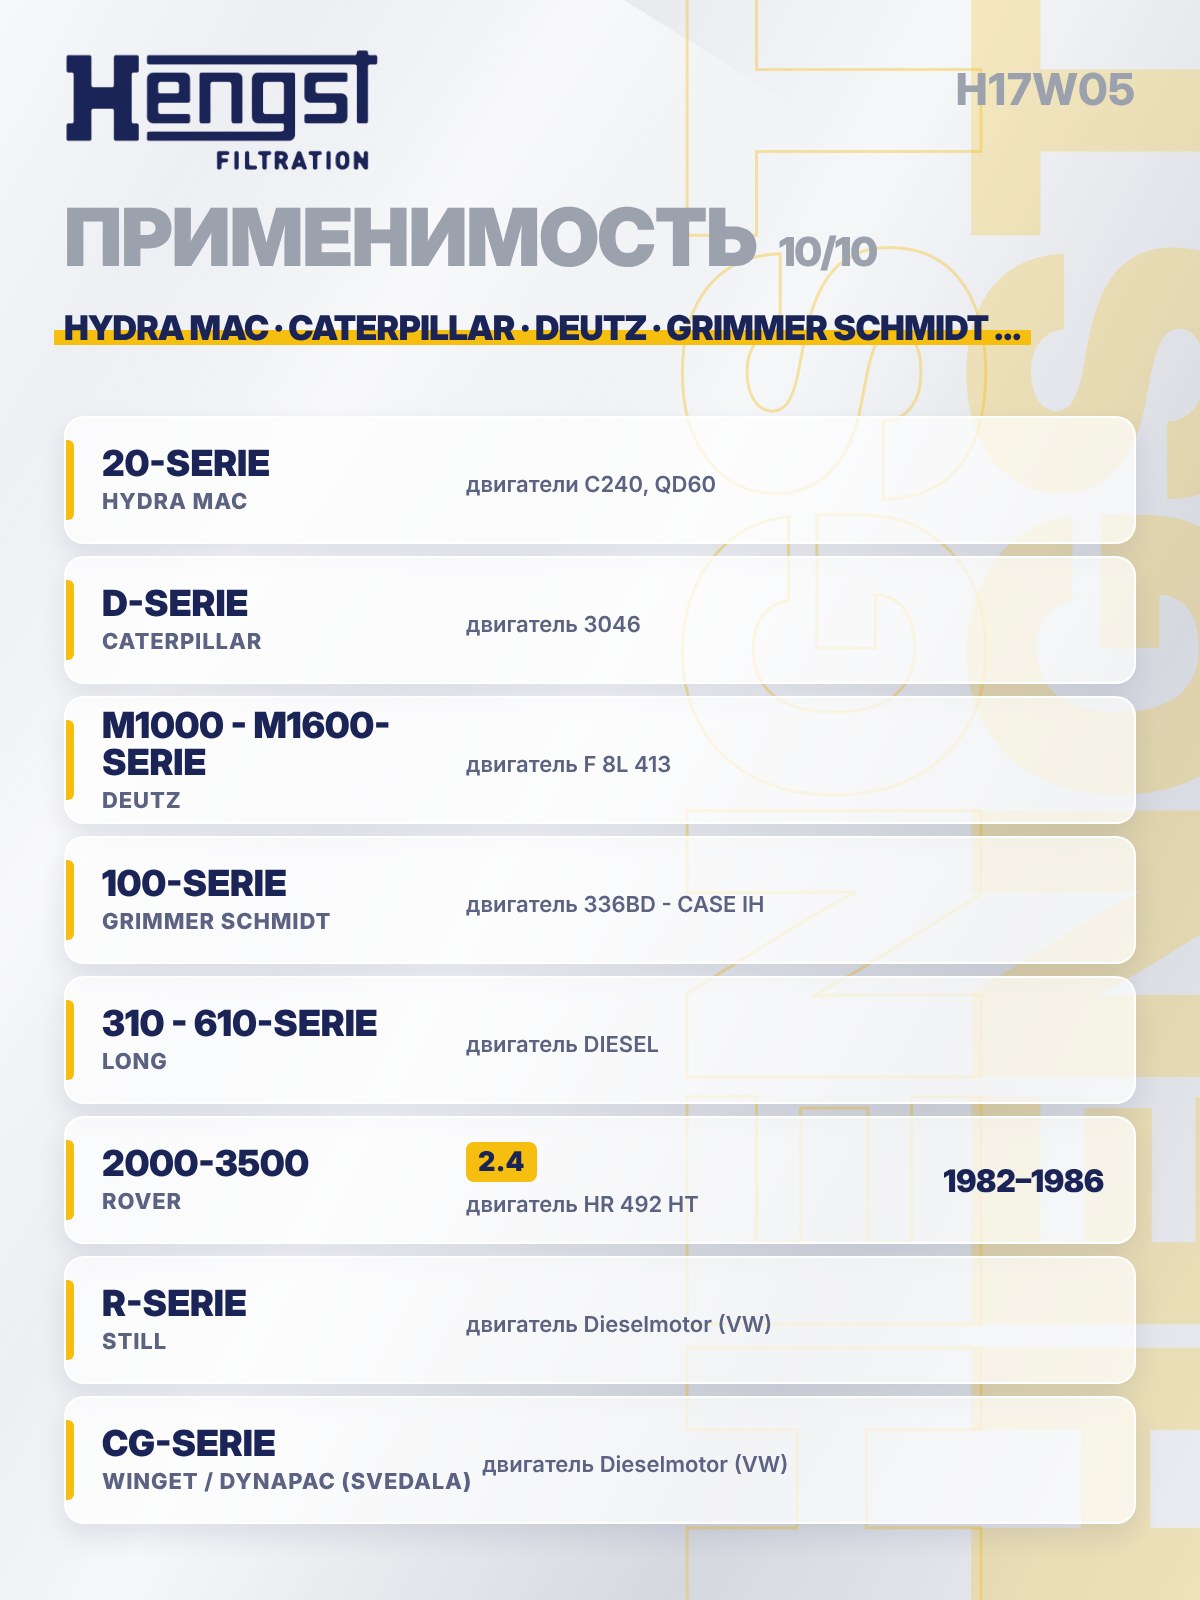 Hengst
FILTRATION
H17W05
ПРИМЕНИМОСТЬ 10/10
HYDRA MAC · CATERPILLAR · DEUTZ · GRIMMER SCHMIDT ...
20-SERIE
HYDRA MAC
двигатели C240, QD60
D-SERIE
CATERPILLAR
двигатель 3046
M1000 - M1600-
SERIE
DEUTZ
двигатель F 8L 413
100-SERIE
GRIMMER SCHMIDT
двигатель 336BD - CASE IH
310 - 610-SERIE
LONG
двигатель DIESEL
2000-3500
ROVER
2.4
двигатель HR 492 HT
1982–1986
R-SERIE
STILL
двигатель Dieselmotor (VW)
CG-SERIE
WINGET / DYNAPAC (SVEDALA)
двигатель Dieselmotor (VW)
HENGST
HENGST